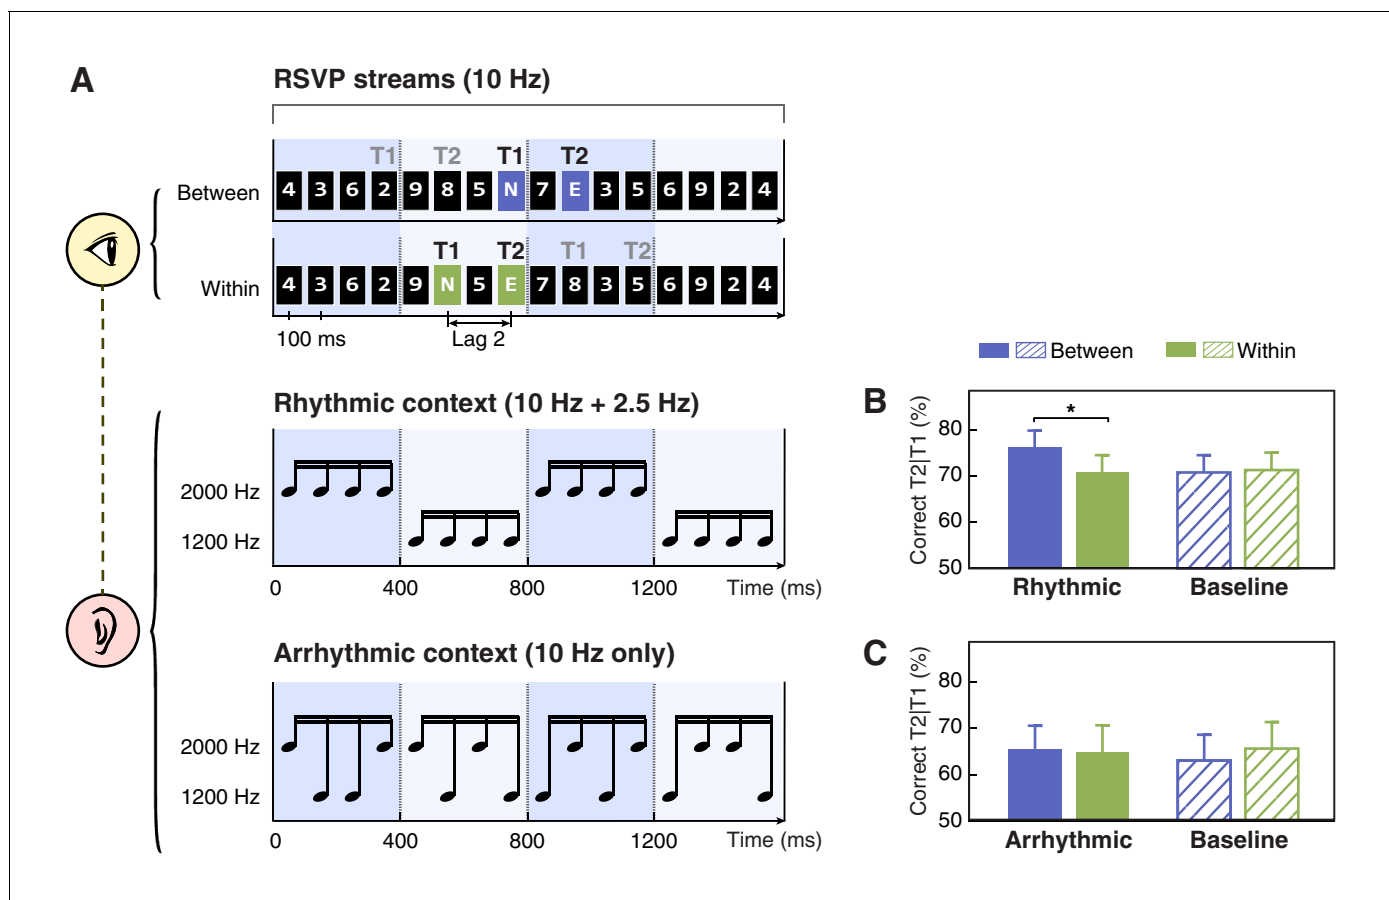 A
RSVP streams (10 Hz)
T1 T2 T1 T2
Between 4 3 6 2 9 8 5 N 7 E 3 5 6 9 2 4
T1 T2 T1 T2
Within 4 3 6 2 9 N 5 E 7 8 3 5 6 9 2 4
100 ms Lag 2
Rhythmic context (10 Hz + 2.5 Hz)
2000 Hz
1200 Hz
0 400 800 1200 Time (ms)
Arrhythmic context (10 Hz only)
2000 Hz
1200 Hz
0 400 800 1200 Time (ms)
Between Within
B
Correct T2|T1 (%)
80
70
60
50
*
Rhythmic Baseline
C
Correct T2|T1 (%)
80
70
60
50
Arrhythmic Baseline